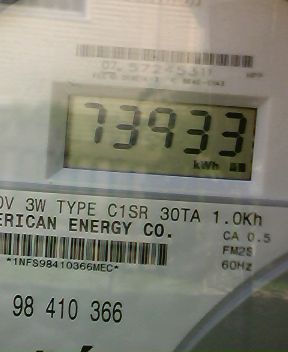 73933
kWh
0V 3W TYPE C1SR 30TA 1.0Kh
ERICAN ENERGY CO.
CA 0.5
FM2S
*1NFS98410366MEC*
60Hz
98 410 366